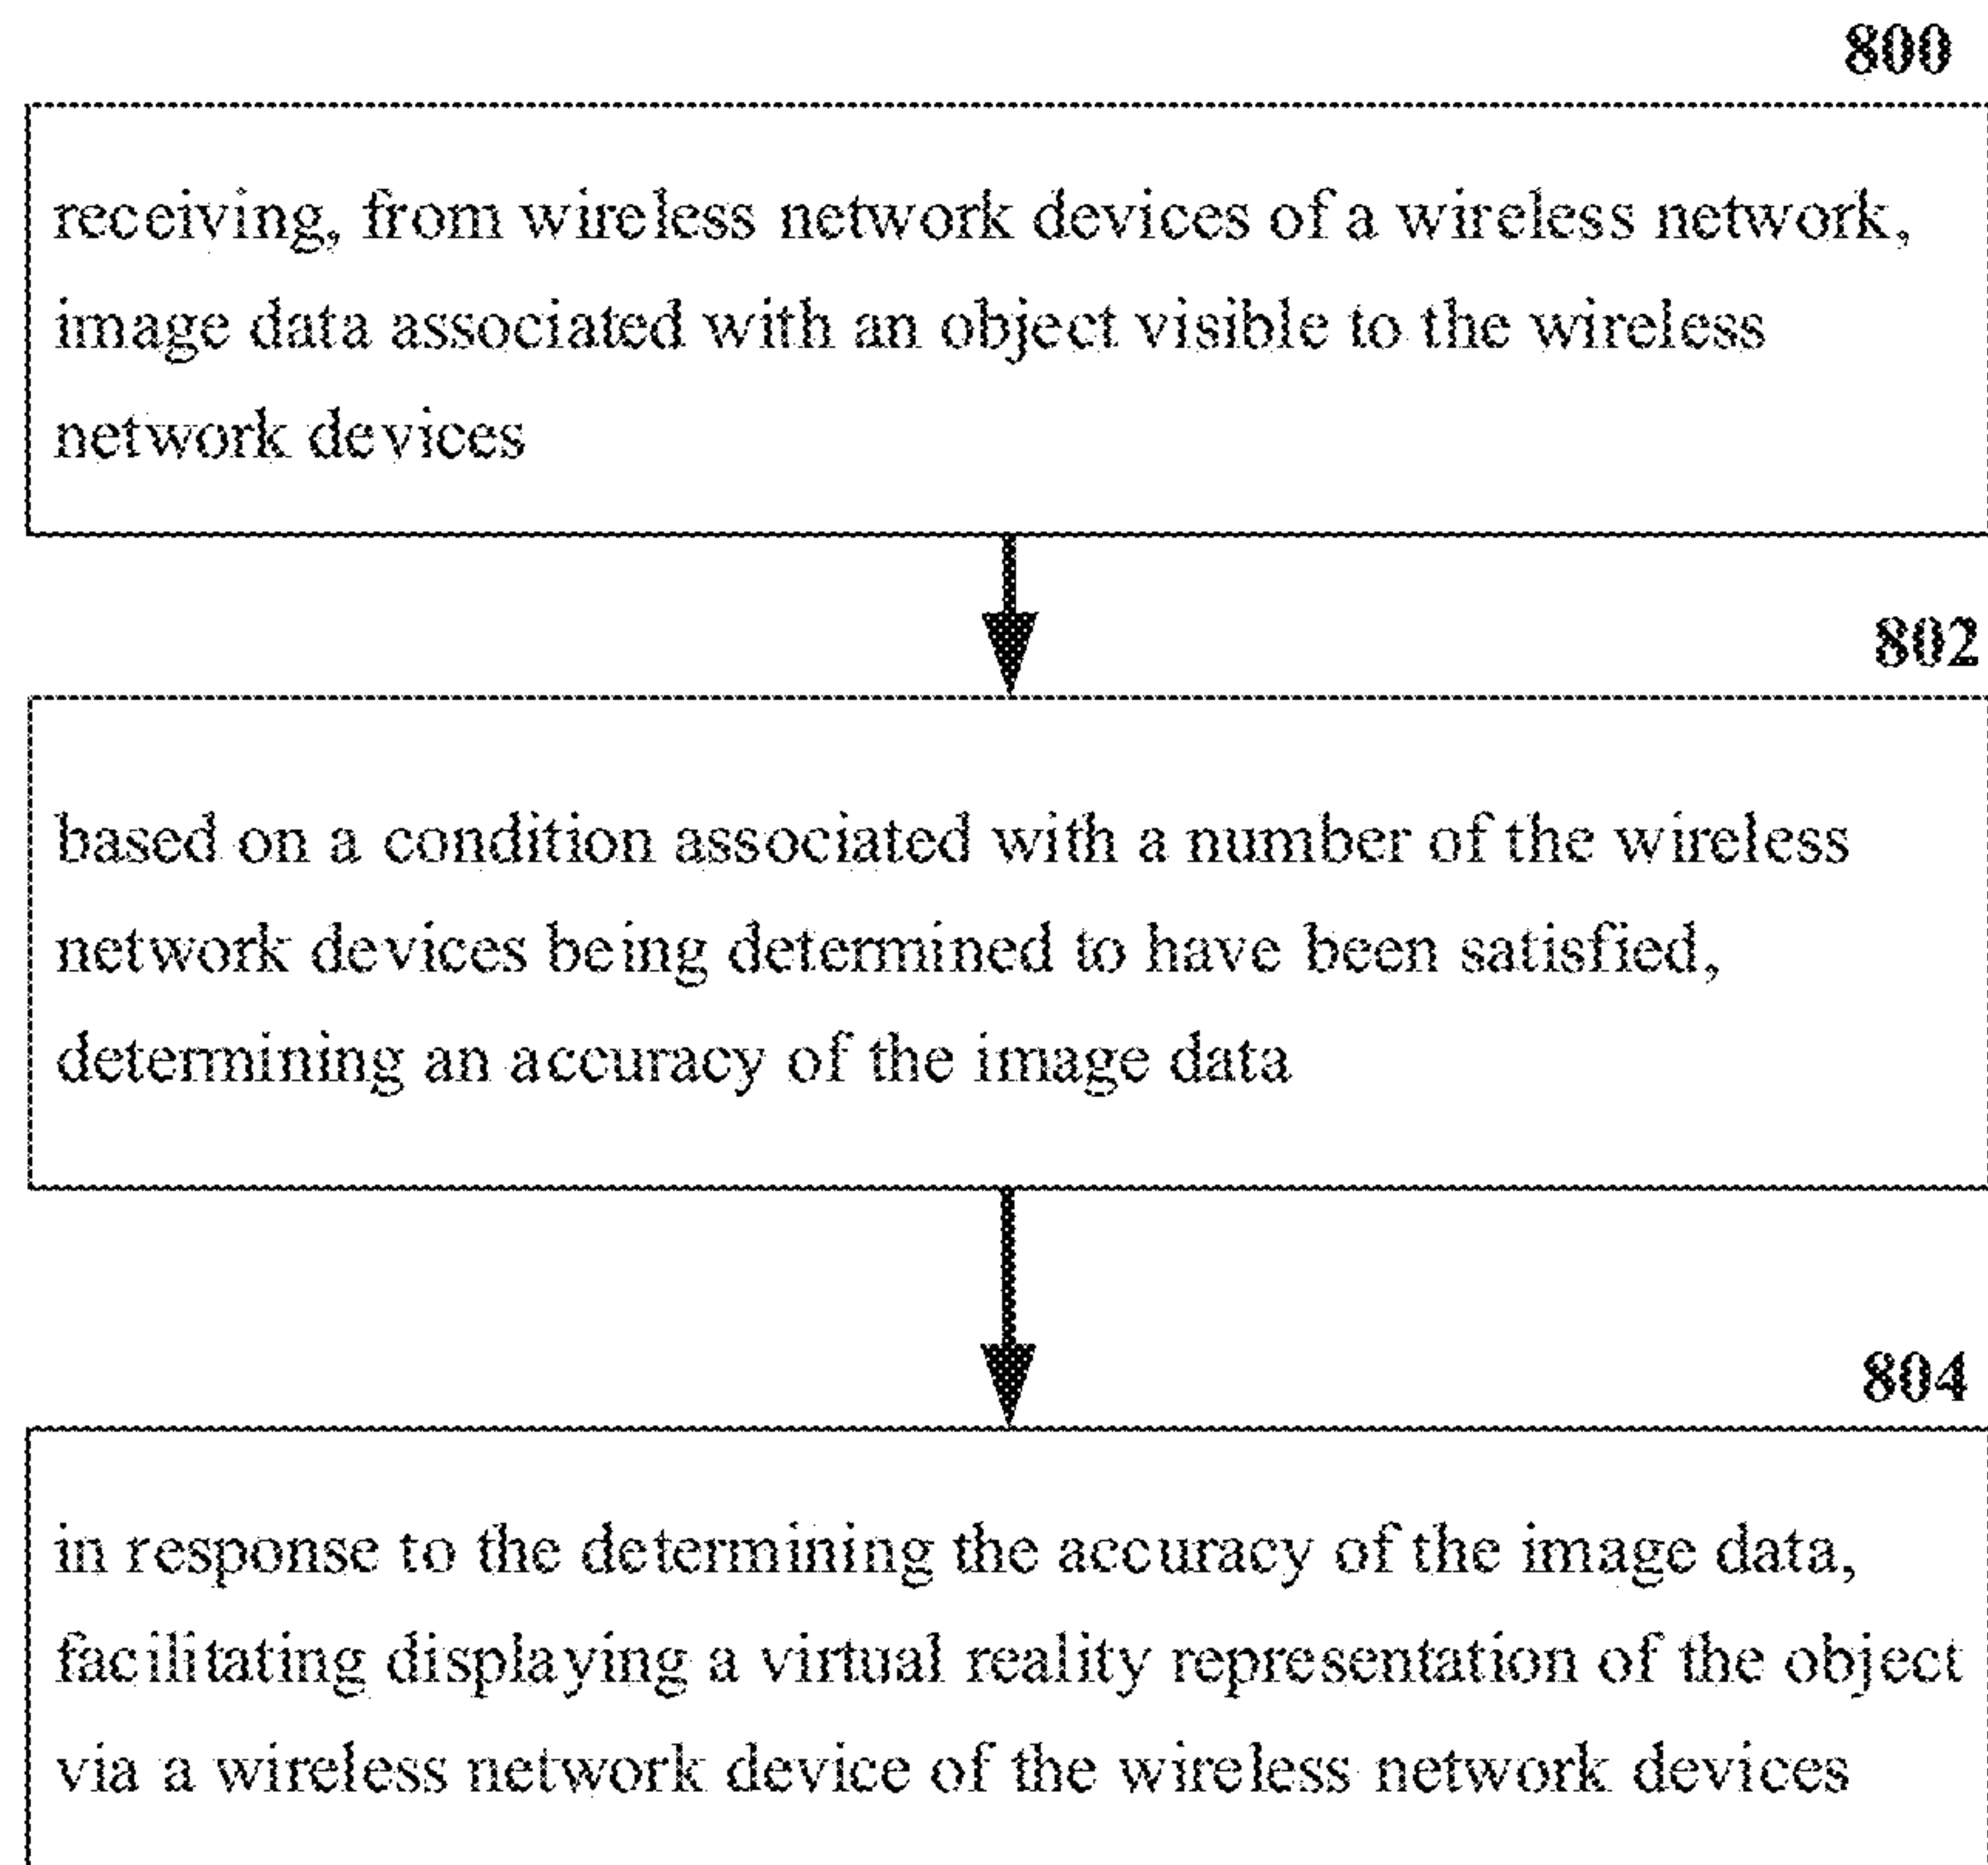 800
receiving, from wireless network devices of a wireless network,
image data associated with an object visible to the wireless
network devices
802
based on a condition associated with a number of the wireless
network devices being determined to have been satisfied,
determining an accuracy of the image data
804
in response to the determining the accuracy of the image data,
facilitating displaying a virtual reality representation of the object
via a wireless network device of the wireless network devices